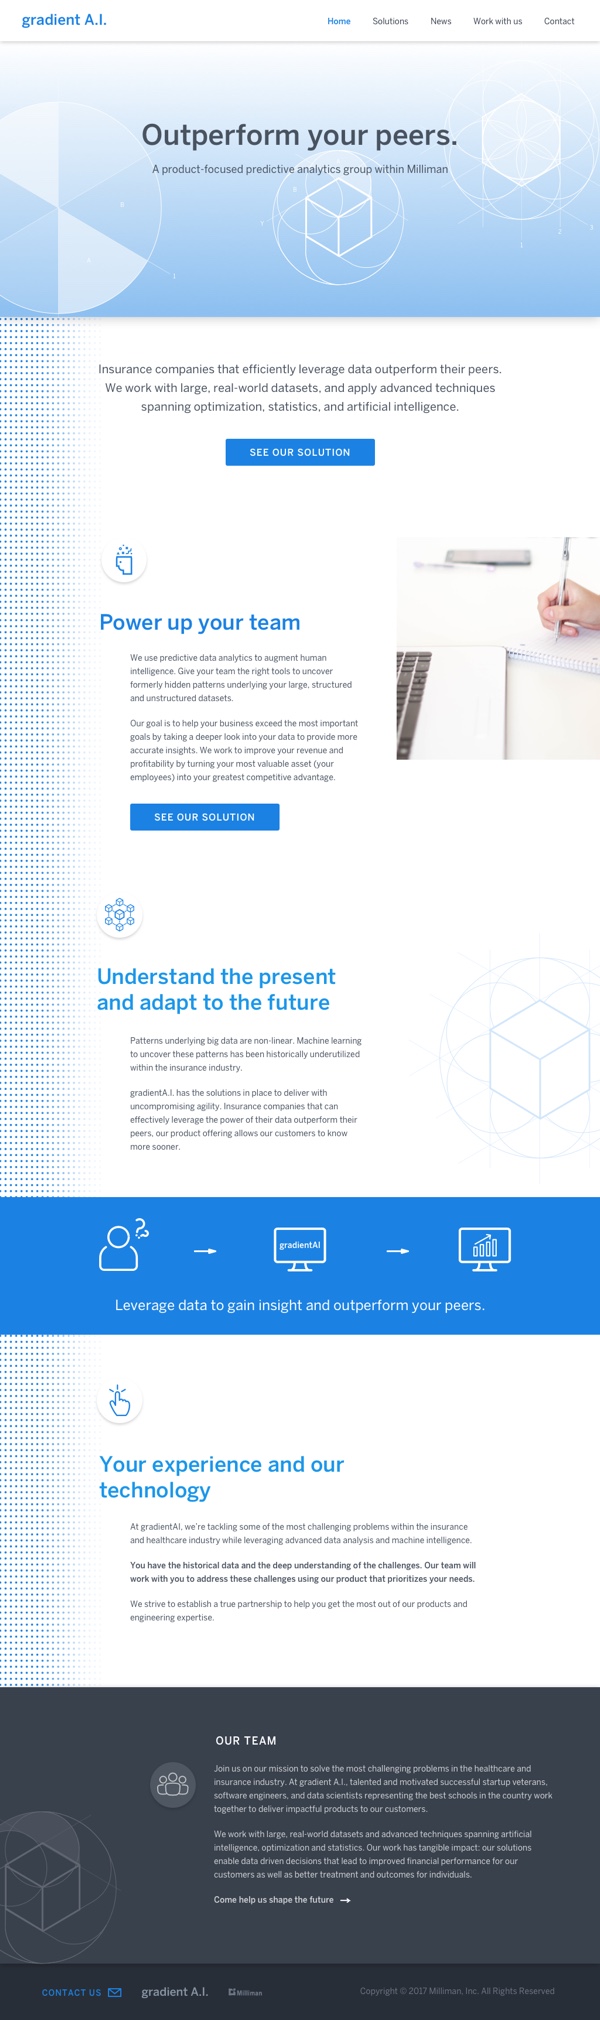 gradient A.I.
Home Solutions News Work with us Contact
Outperform your peers.
A product-focused predictive analytics group within Milliman
1
1
2
3
Insurance companies that efficiently leverage data outperform their peers.
We work with large, real-world datasets, and apply advanced techniques
spanning optimization, statistics, and artificial intelligence.
SEE OUR SOLUTION
Power up your team
We use predictive data analytics to augment human
intelligence. Give your team the right tools to uncover
formerly hidden patterns underlying your large, structured
and unstructured datasets.
Our goal is to help your business exceed the most important
goals by taking a deeper look into your data to provide more
accurate insights. We work to improve your revenue and
profitability by turning your most valuable asset (your
employees) into your greatest competitive advantage.
SEE OUR SOLUTION
Understand the present
and adapt to the future
Patterns underlying big data are non-linear. Machine learning
to uncover these patterns has been historically underutilized
within the insurance industry.
gradientA.I. has the solutions in place to deliver with
uncompromising agility. Insurance companies that can
effectively leverage the power of their data outperform their
peers, our product offering allows our customers to know
more sooner.
?
gradientAI
Leverage data to gain insight and outperform your peers.
Your experience and our
technology
At gradientAI, we're tackling some of the most challenging problems within the insurance
and healthcare industry while leveraging advanced data analysis and machine intelligence.
You have the historical data and the deep understanding of the challenges. Our team will
work with you to address these challenges using our product that prioritizes your needs.
We strive to establish a true partnership to help you get the most out of our products and
engineering expertise.
OUR TEAM
Join us on our mission to solve the most challenging problems in the healthcare and
insurance industry. At gradient A.I., talented and motivated successful startup veterans,
software engineers, and data scientists representing the best schools in the country work
together to deliver impactful products to our customers.
We work with large, real-world datasets and advanced techniques spanning artificial
intelligence, optimization and statistics. Our work has tangible impact: our solutions
enable data driven decisions that lead to improved financial performance for our
customers as well as better treatment and outcomes for individuals.
Come help us shape the future
CONTACT US gradient A.I. Milliman Copyright © 2017 Milliman, Inc. All Rights Reserved